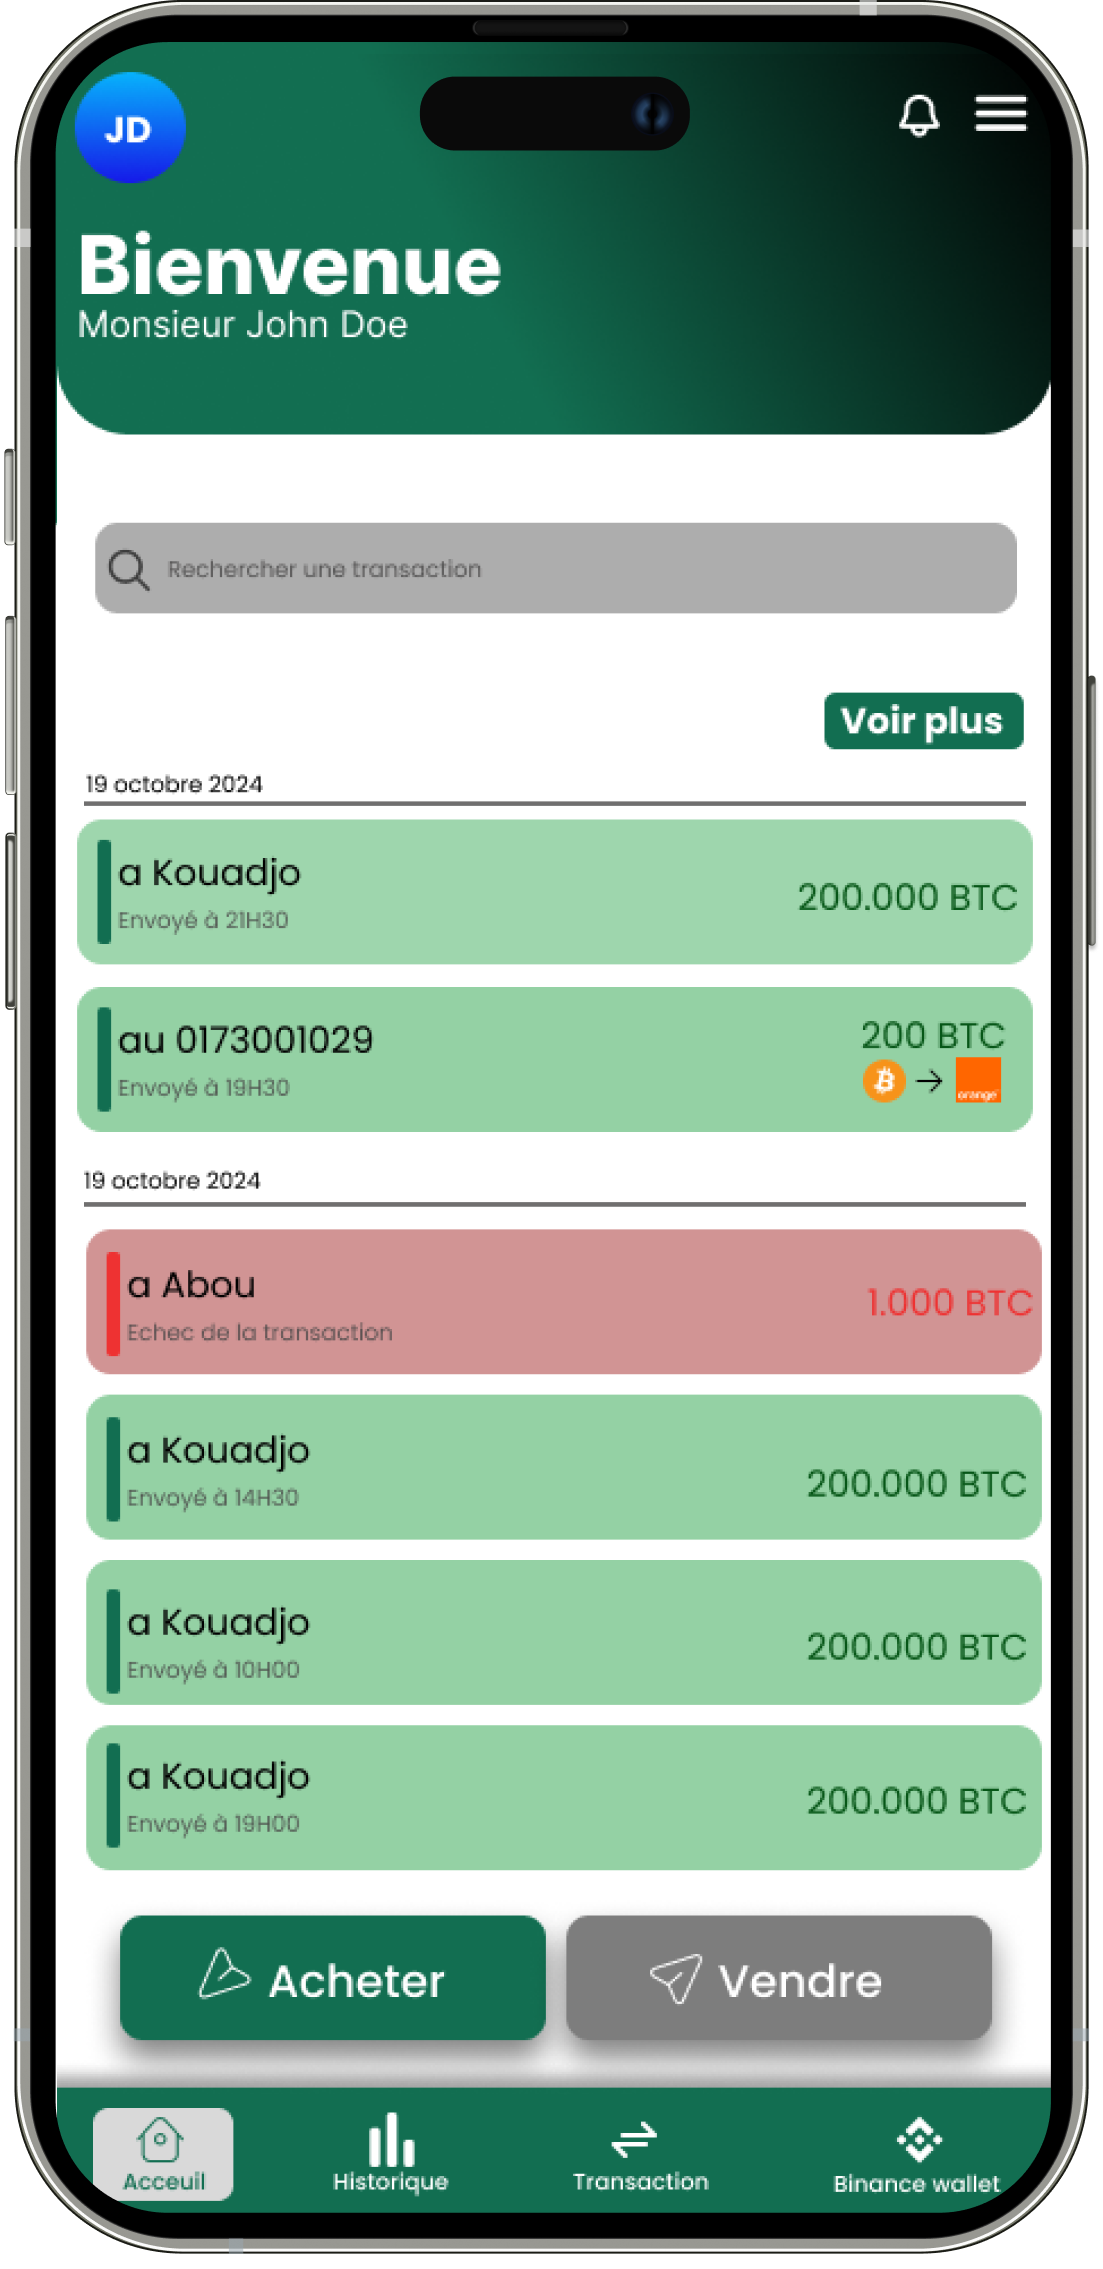 JD
Bienvenue
Monsieur John Doe
Rechercher une transaction
Voir plus
19 octobre 2024
a Kouadjo
Envoyé à 21H30
200.000 BTC
au 0173001029
Envoyé à 19H30
200 BTC
orange
19 octobre 2024
a Abou
Echec de la transaction
1.000 BTC
a Kouadjo
Envoyé à 14H30
200.000 BTC
a Kouadjo
Envoyé à 10H00
200.000 BTC
a Kouadjo
Envoyé à 19H00
200.000 BTC
Acheter
Vendre
Acceuil
Historique
Transaction
Binance wallet